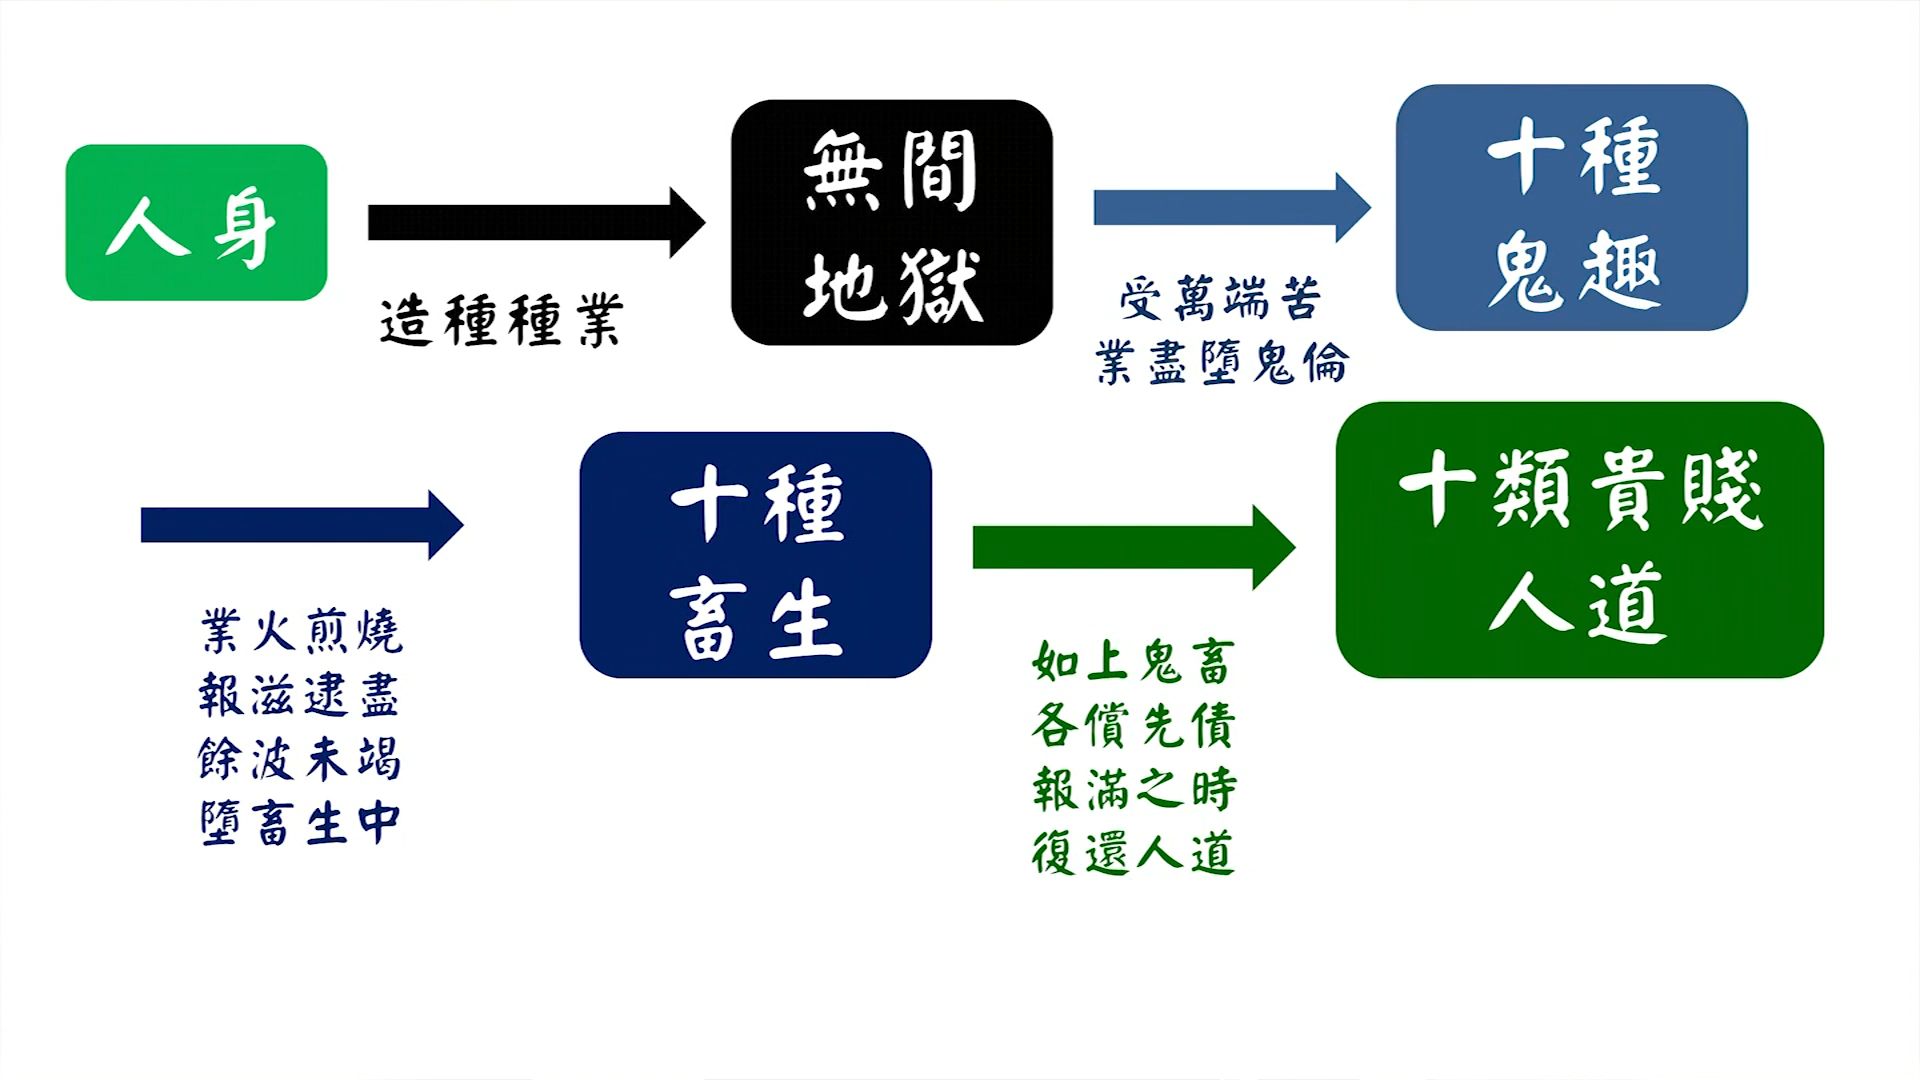 人身
造種種業
無間
地獄
受萬端苦
業盡墮鬼倫
十種
鬼趣
業火煎燒
報滋逮盡
餘波未竭
墮畜生中
十種
畜生
如上鬼畜
各償先債
報滿之時
復還人道
十類貴賤
人道